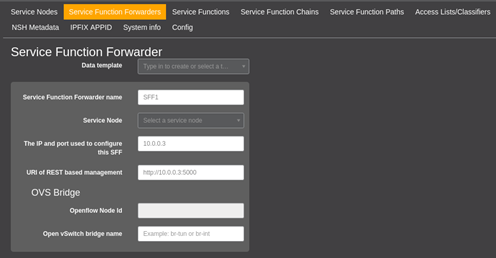 Service Nodes Service Function Forwarders Service Functions Service Function Chains Service Function Paths Access Lists/Classifiers
NSH Metadata IPFIX APPID System info Config
Service Function Forwarder
Data template Type in to create or select a t...
Service Function Forwarder name SFF1
Service Node Select a service node
The IP and port used to configure this SFF 10.0.0.3
URI of REST based management http://10.0.0.3:5000
OVS Bridge
Openflow Node Id
Open vSwitch bridge name Example: br-tun or br-int